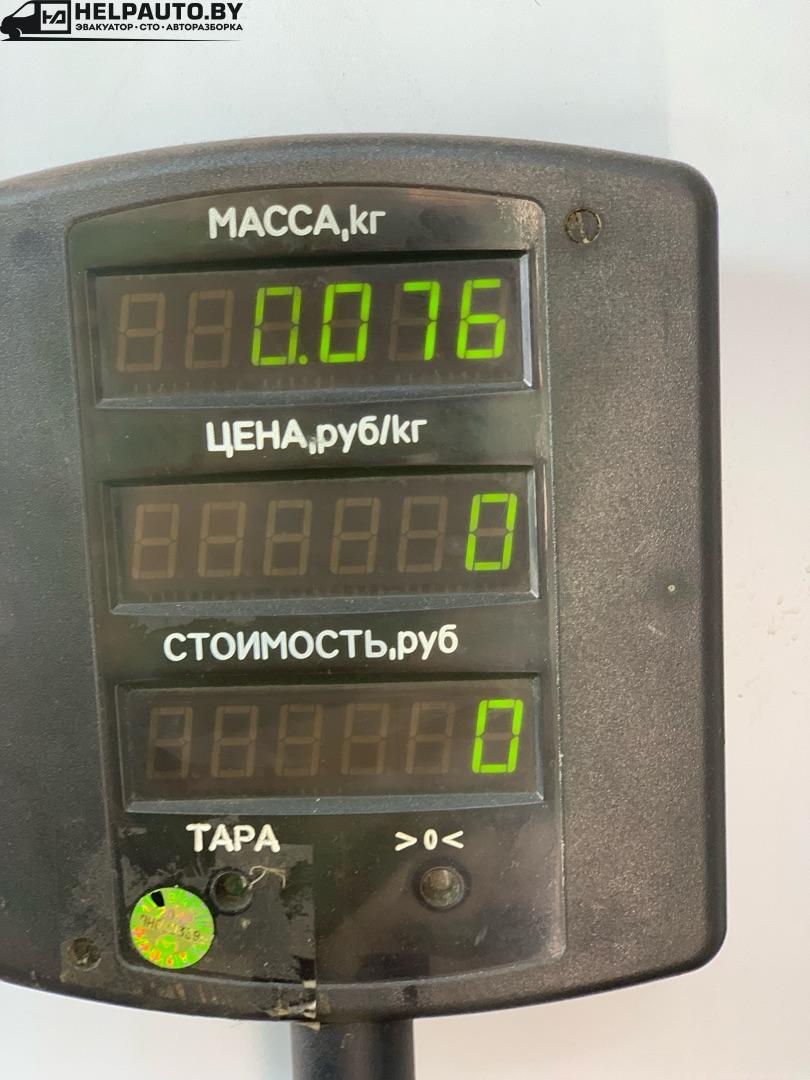 HELPAUTO.BY
ЭВАКУАТОР • СТО • АВТОРАЗБОРКА
МАССА,кг
0.076
ЦЕНА,руб/кг
0
СТОИМОСТЬ,руб
0
ТАРА >0<